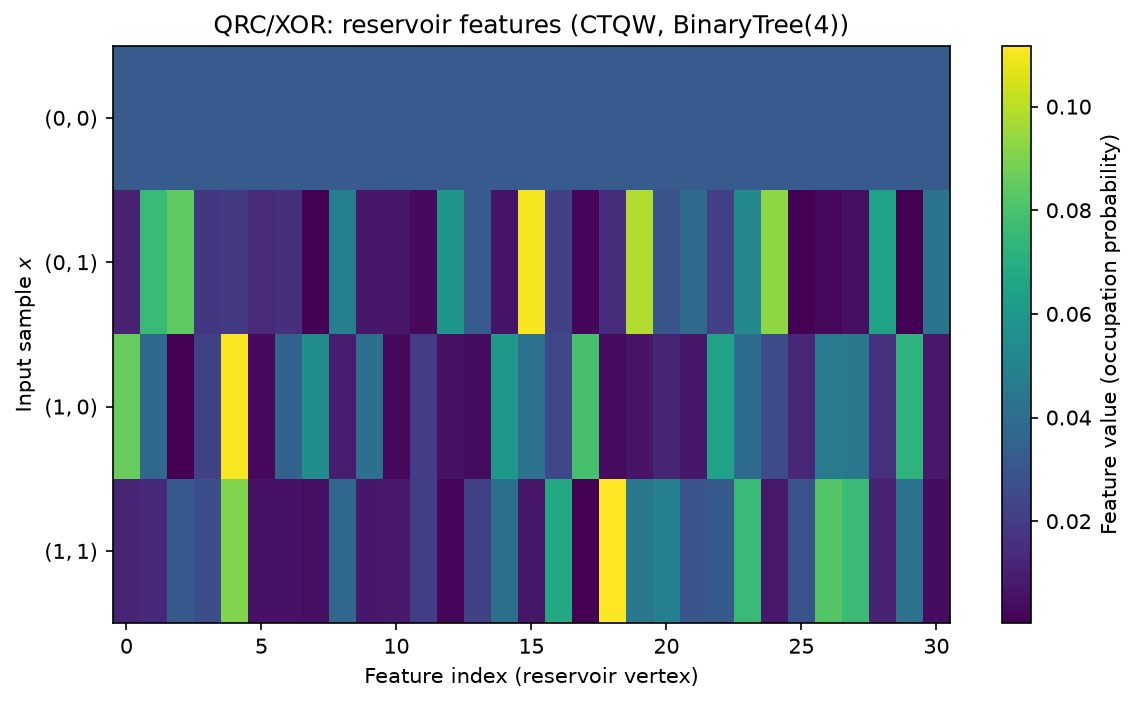 QRC/XOR: reservoir features (CTQW, BinaryTree(4))
Input sample x
(0, 0)
(0, 1)
(1, 0)
(1, 1)
0 5 10 15 20 25 30
Feature index (reservoir vertex)
0.10
0.08
0.06
0.04
0.02
Feature value (occupation probability)